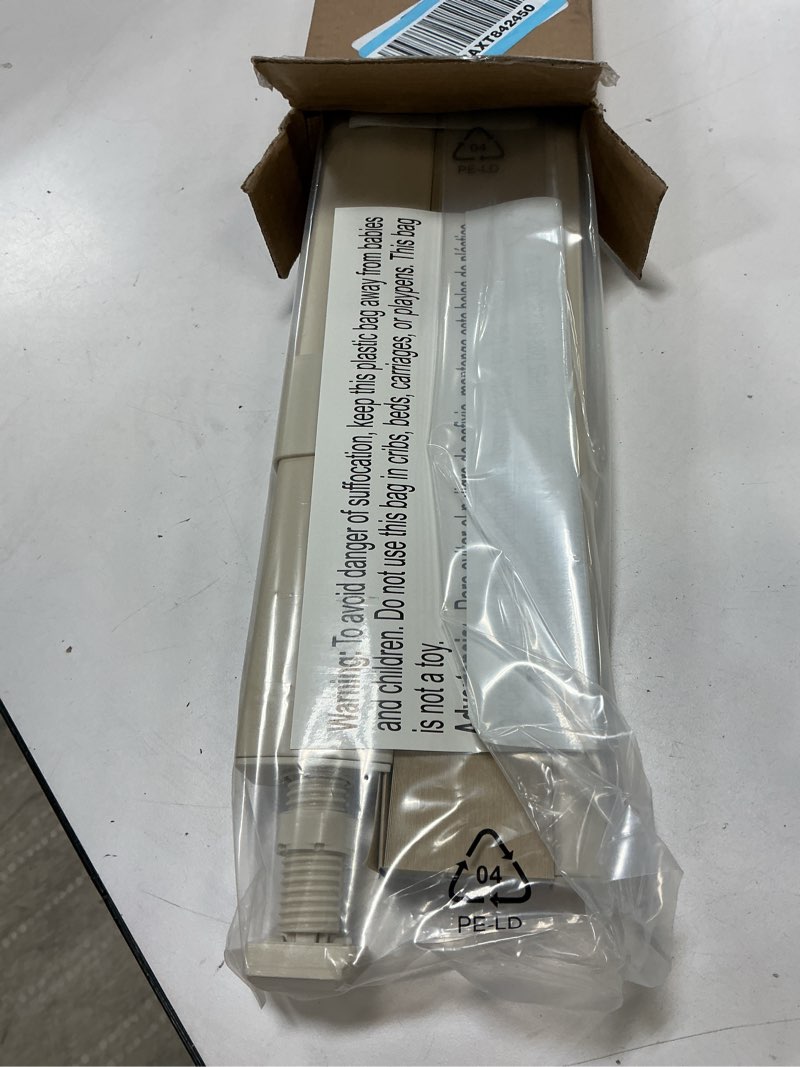 AXT842450
04
PE-LD
Warning: To avoid danger of suffocation, keep this plastic bag away from babies
and children. Do not use this bag in cribs, beds, carriages, or playpens. This bag
is not a toy.
04
PE-LD